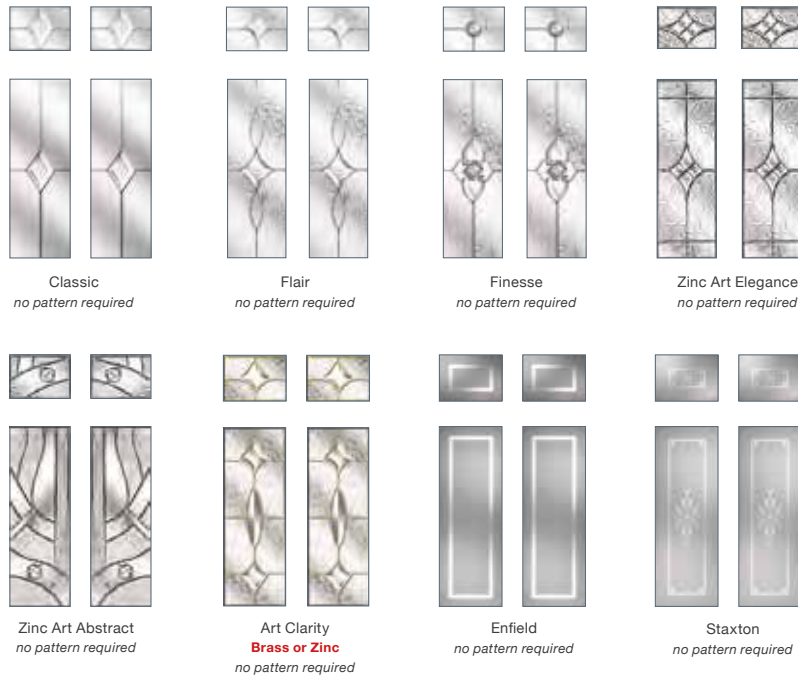 Classic
no pattern required
Flair
no pattern required
Finesse
no pattern required
Zinc Art Elegance
no pattern required
Zinc Art Abstract
no pattern required
Art Clarity
Brass or Zinc
no pattern required
Enfield
no pattern required
Staxton
no pattern required